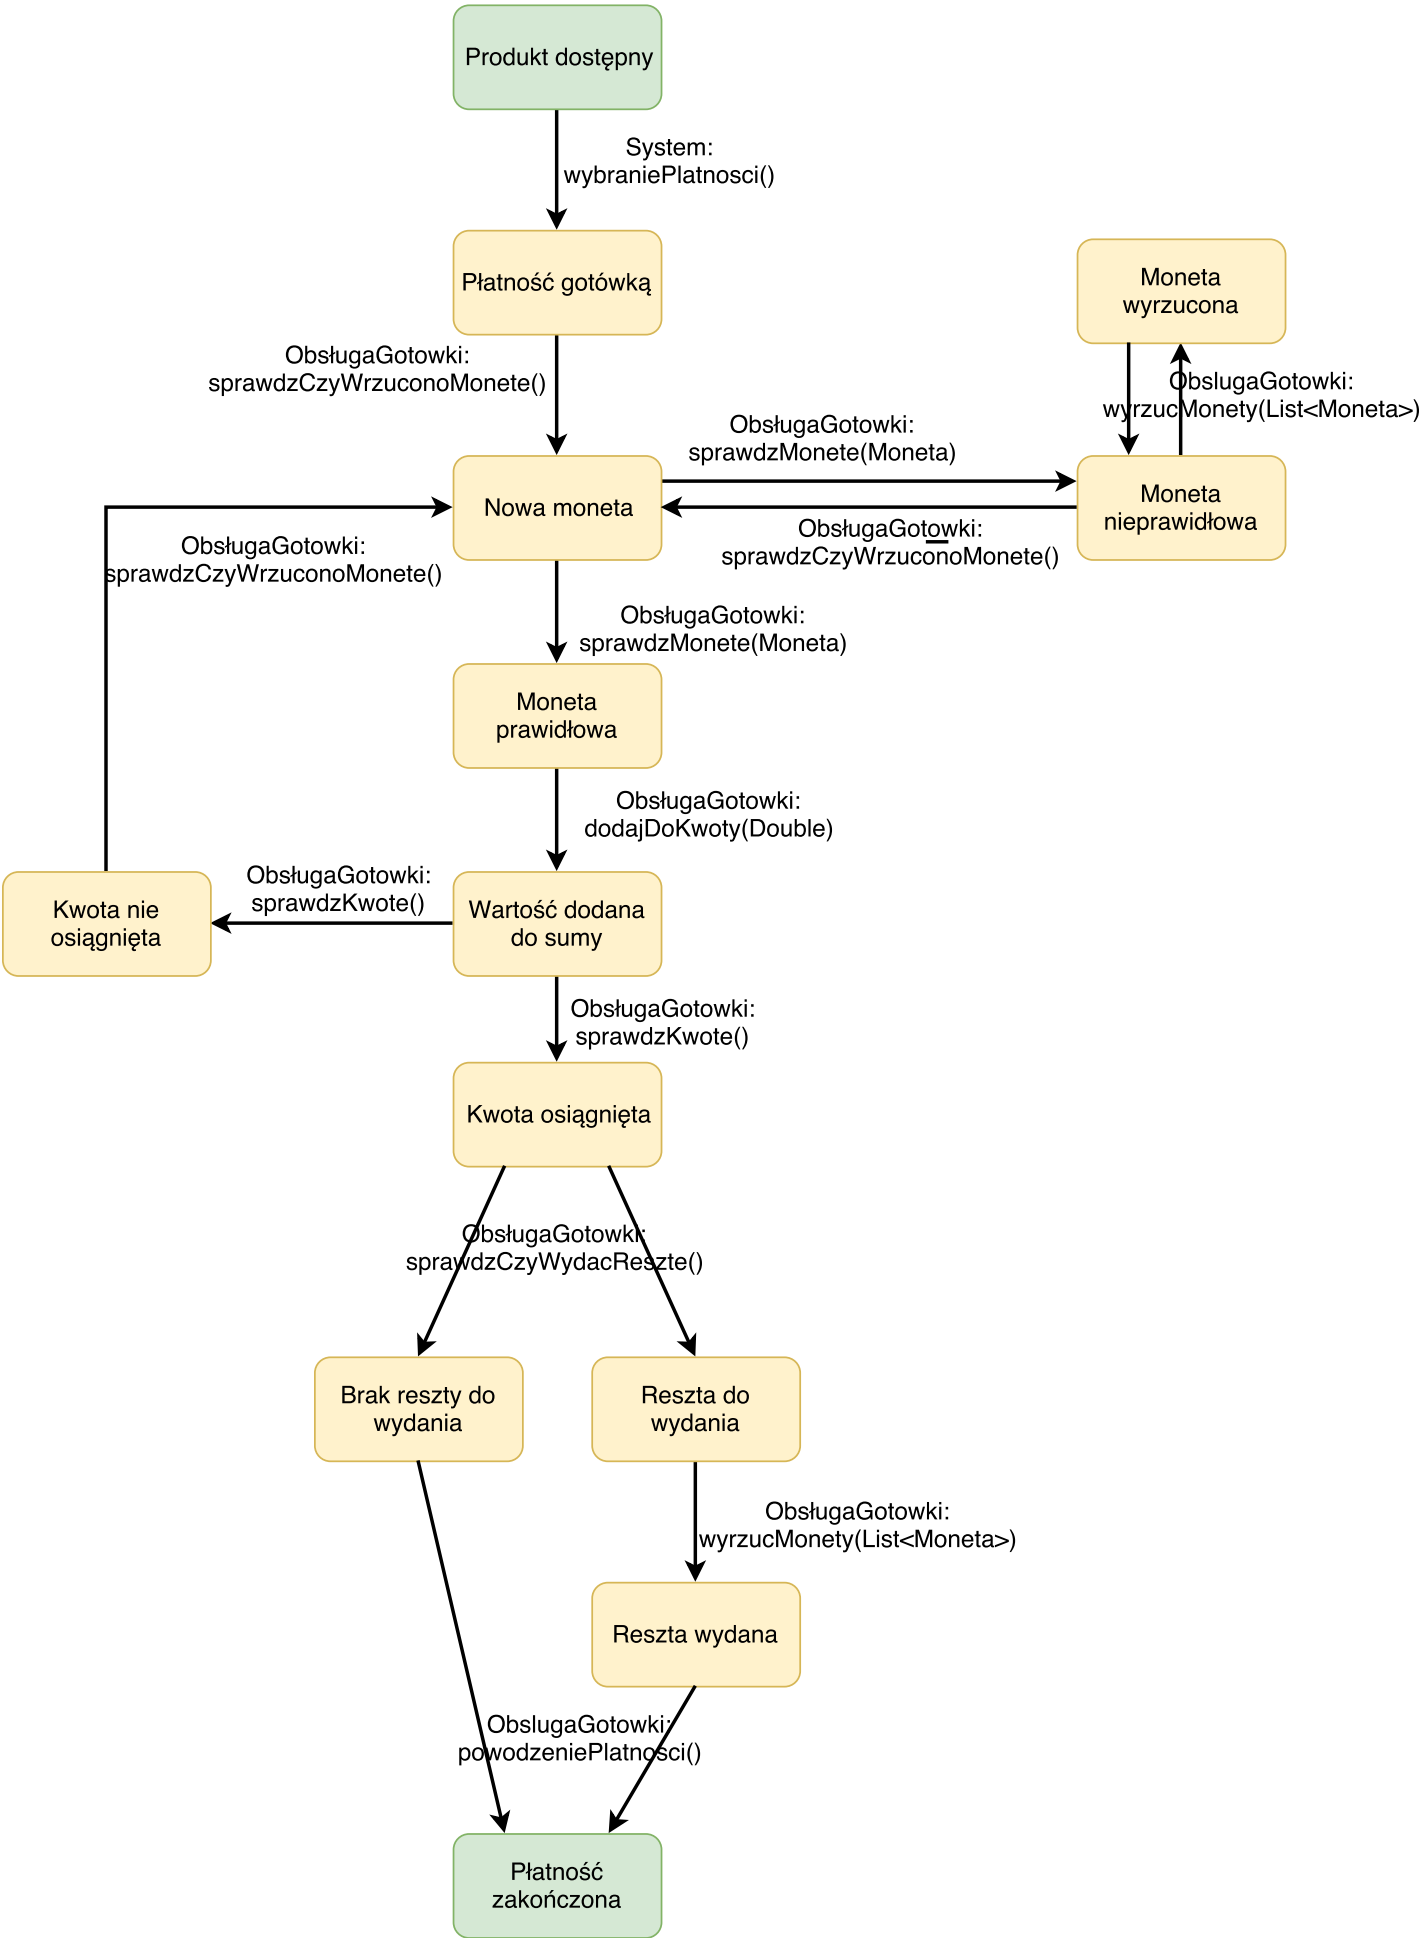 Produkt dostępny
System:
wybraniePlatnosci()
Płatność gotówką
Moneta
wyrzucona
ObsługaGotowki:
sprawdzCzyWrzuconoMonete()
ObslugaGotowki:
wyrzucMonety(List<Moneta>)
ObsługaGotowki:
sprawdzMonete(Moneta)
Nowa moneta
Moneta
nieprawidłowa
ObsługaGotowki:
sprawdzCzyWrzuconoMonete()
ObsługaGotowki:
sprawdzCzyWrzuconoMonete()
ObsługaGotowki:
sprawdzMonete(Moneta)
Moneta
prawidłowa
ObsługaGotowki:
dodajDoKwoty(Double)
ObsługaGotowki:
sprawdzKwote()
Kwota nie
osiągnięta
Wartość dodana
do sumy
ObsługaGotowki:
sprawdzKwote()
Kwota osiągnięta
ObsługaGotowki:
sprawdzCzyWydacReszte()
Brak reszty do
wydania
Reszta do
wydania
ObsługaGotowki:
wyrzucMonety(List<Moneta>)
Reszta wydana
ObslugaGotowki:
powodzeniePlatnosci()
Płatność
zakończona